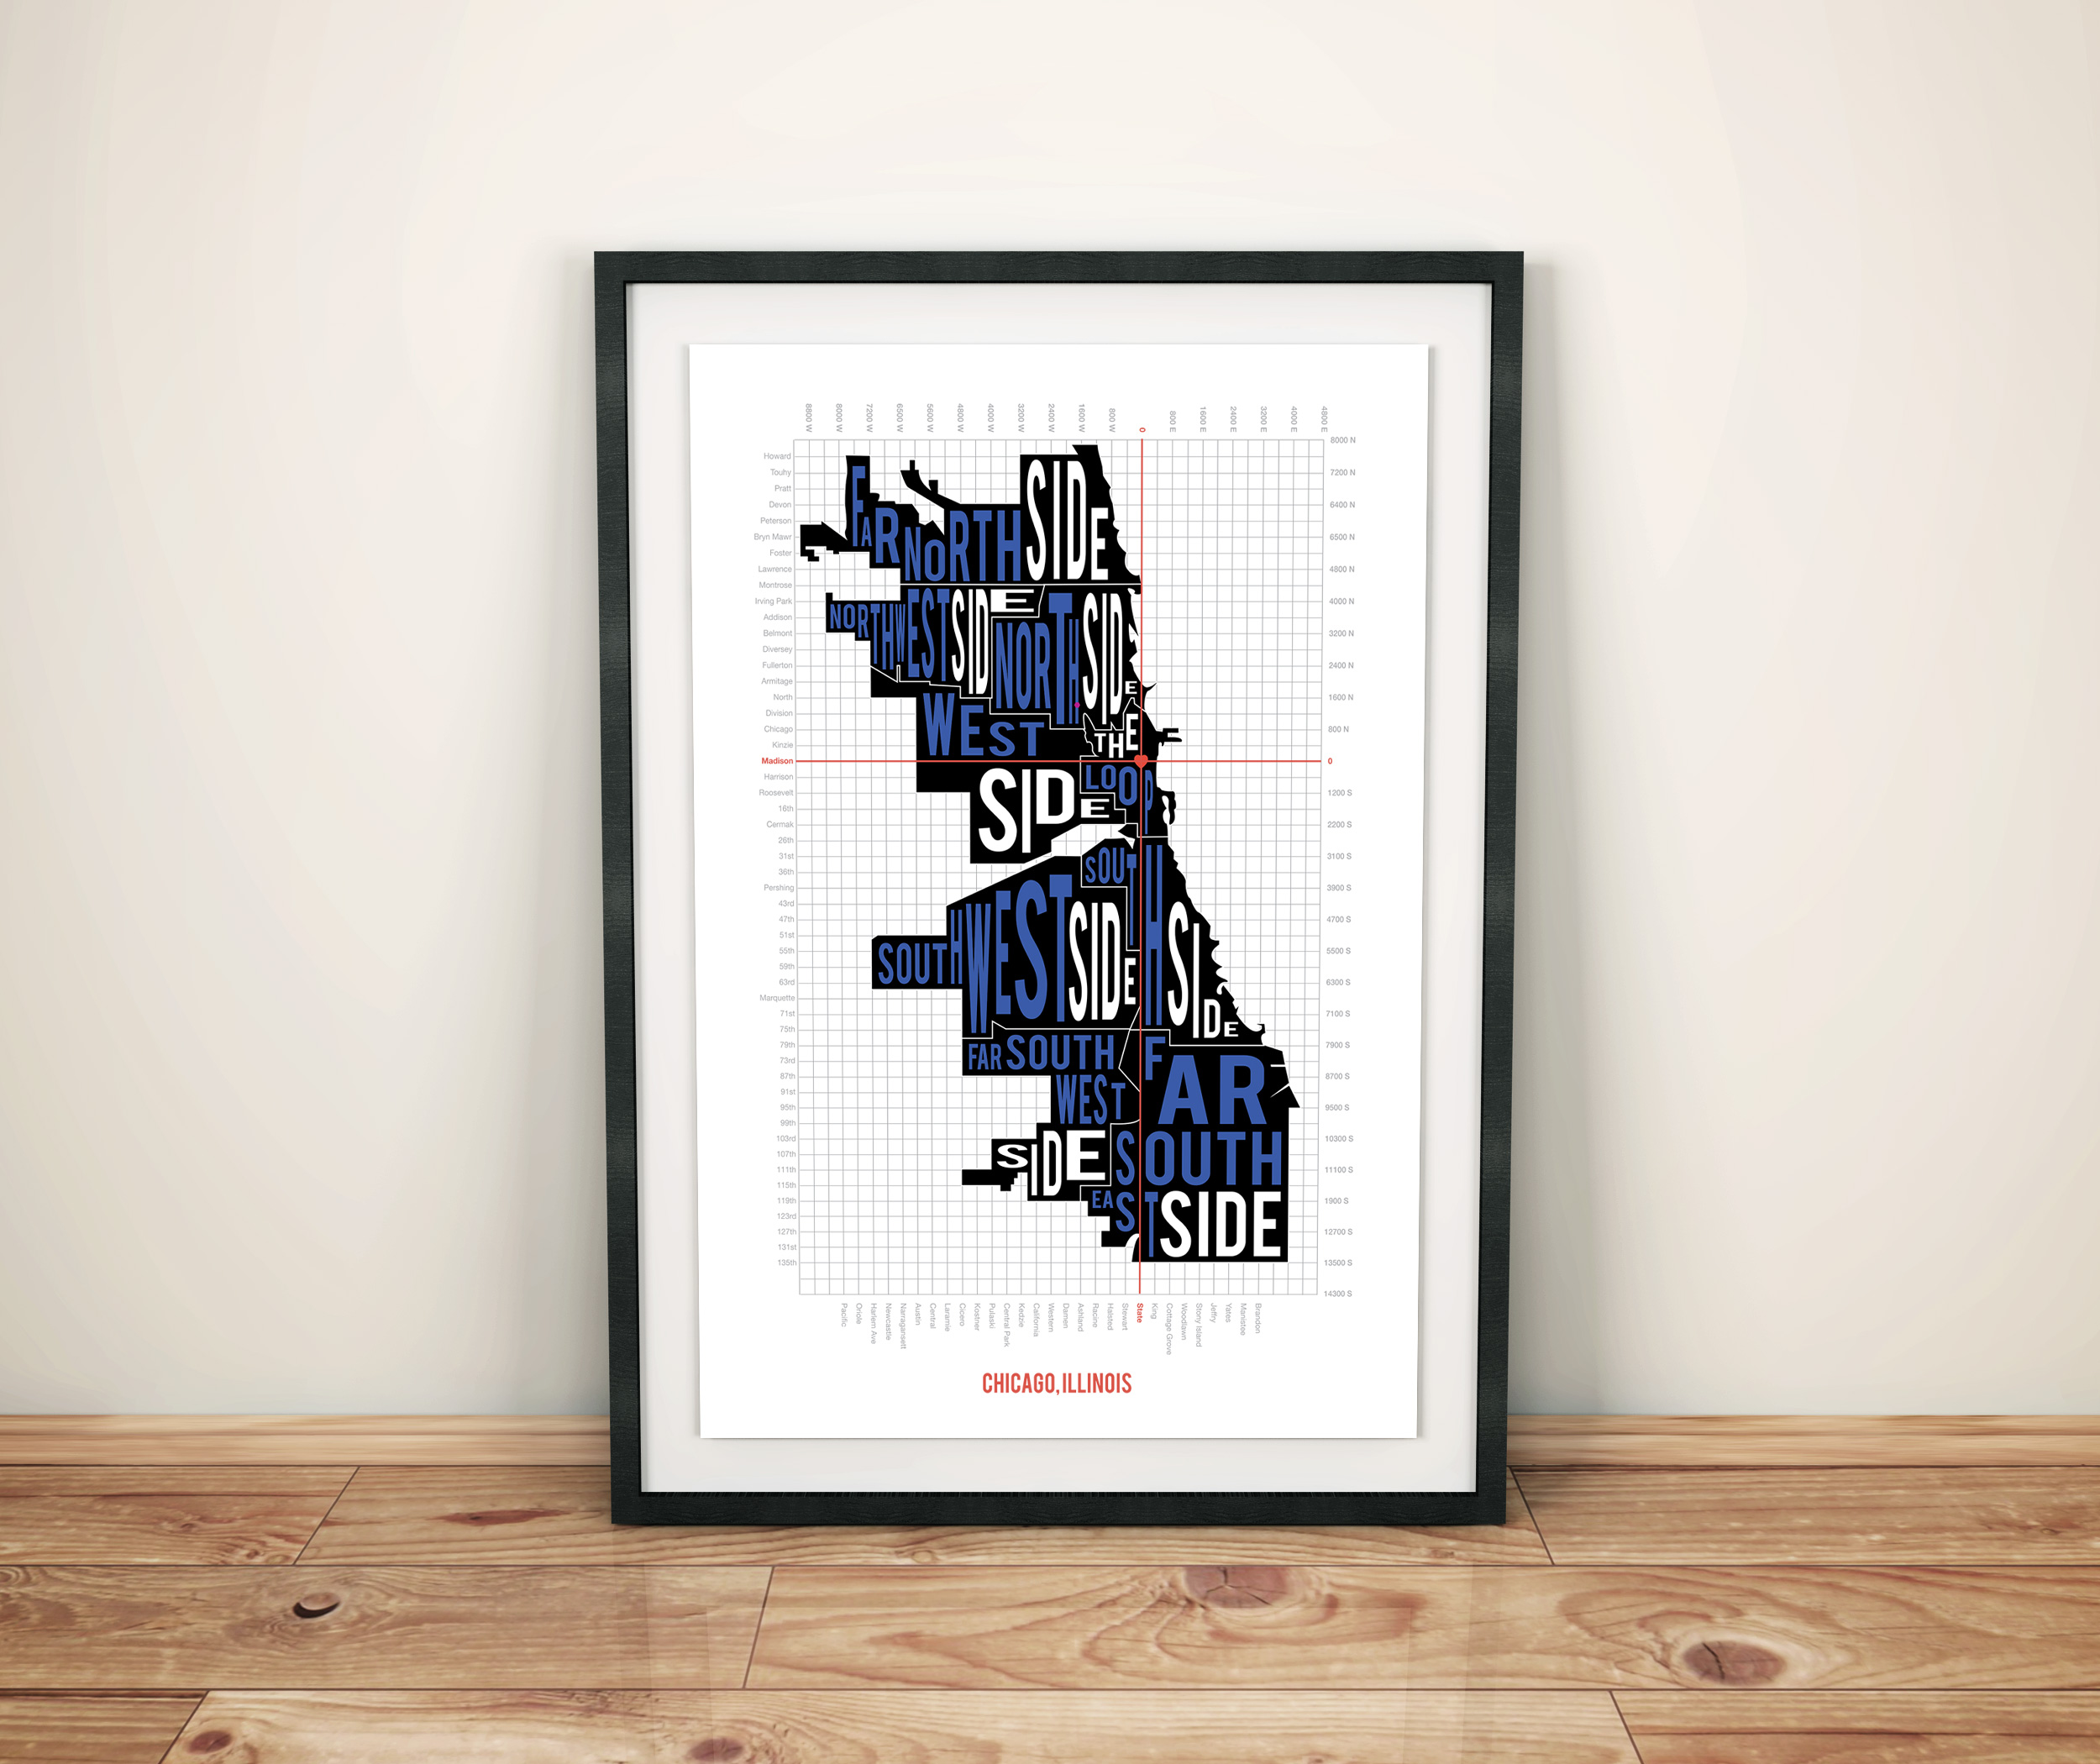 8800 W 8000 W 7200 W 6500 W 5600 W 4800 W 4000 W 3200 W 2400 W 1600 W 800 W 0 800 E 1600 E 2400 E 3200 E 4000 E 4800 E
8000 N
Howard
Touhy 7200 N
Pratt
Devon 6400 N
Peterson
Bryn Mawr 6500 N
Foster
Lawrence 4800 N
Montrose
Irving Park 4000 N
Addison
Belmont 3200 N
Diversey
Fullerton 2400 N
Armitage
North 1600 N
Division
Chicago 800 N
Kinzie
Madison 0
Harrison
Roosevelt 1200 S
16th
Cermak 2200 S
26th
31st 3100 S
36th
Pershing 3900 S
43rd
47th 4700 S
51st
55th 5500 S
59th
63rd 6300 S
Marquette
71st 7100 S
75th
79th 7900 S
73rd
87th 8700 S
91st
95th 9500 S
99th
103rd 10300 S
107th
111th 11100 S
115th
119th 1900 S
123rd
127th 12700 S
131st
135th 13500 S
14300 S
FAR NORTH SIDE
NORTHWEST SIDE
NORTH SIDE
WEST
SIDE
THE
LOOP
SOUTH SIDE
SOUTHWEST SIDE
FAR SOUTH
WEST
SIDE
FAR
SOUTH
EAST SIDE
Pacific Oriole Harlem Ave Newcastle Narragansett Austin Central Laramie Cicero Kostner Pulaski Central Park Kedzie California Western Damen Ashland Racine Halsted Stewart State King Cottage Grove Woodlawn Stony Island Jeffry Yates Manistee Brandon
CHICAGO, ILLINOIS